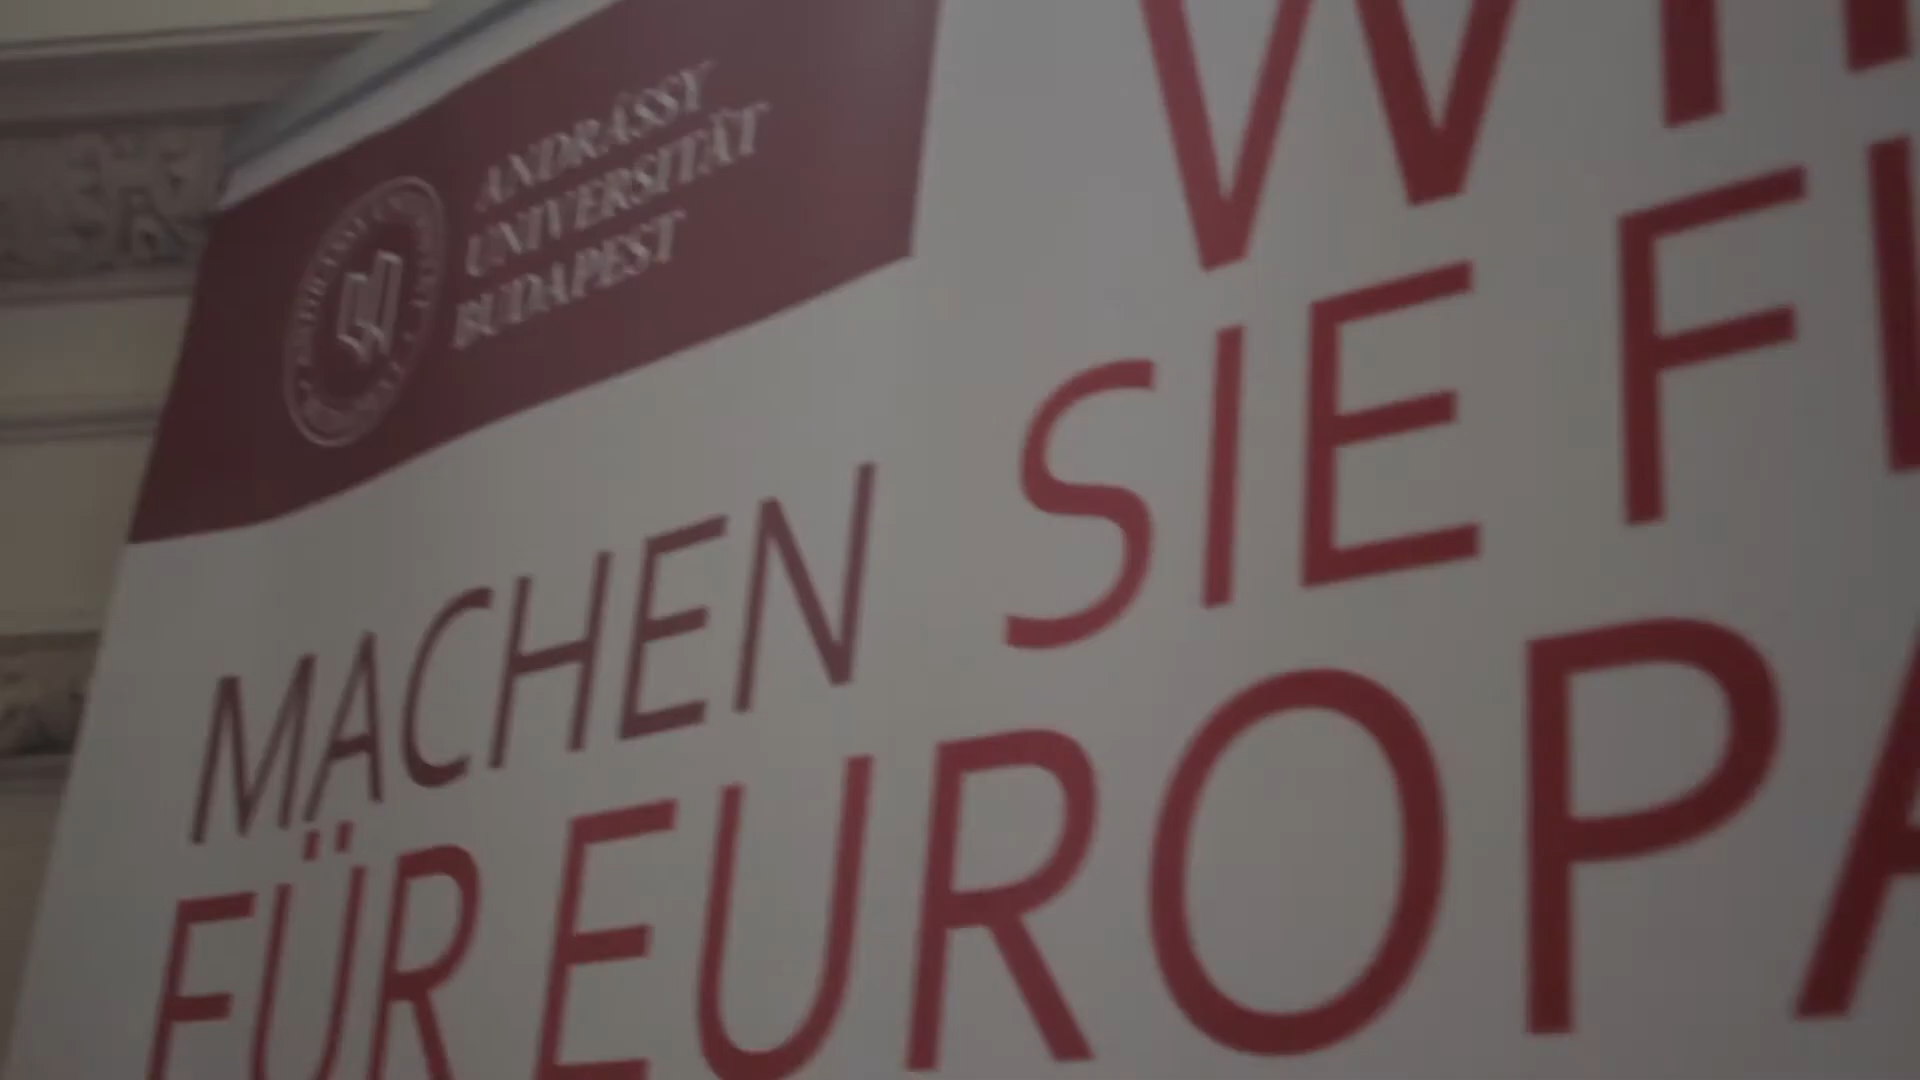 ANDRÁSSY
UNIVERSITÄT
BUDAPEST
MACHEN SIE
FÜR EUROPA